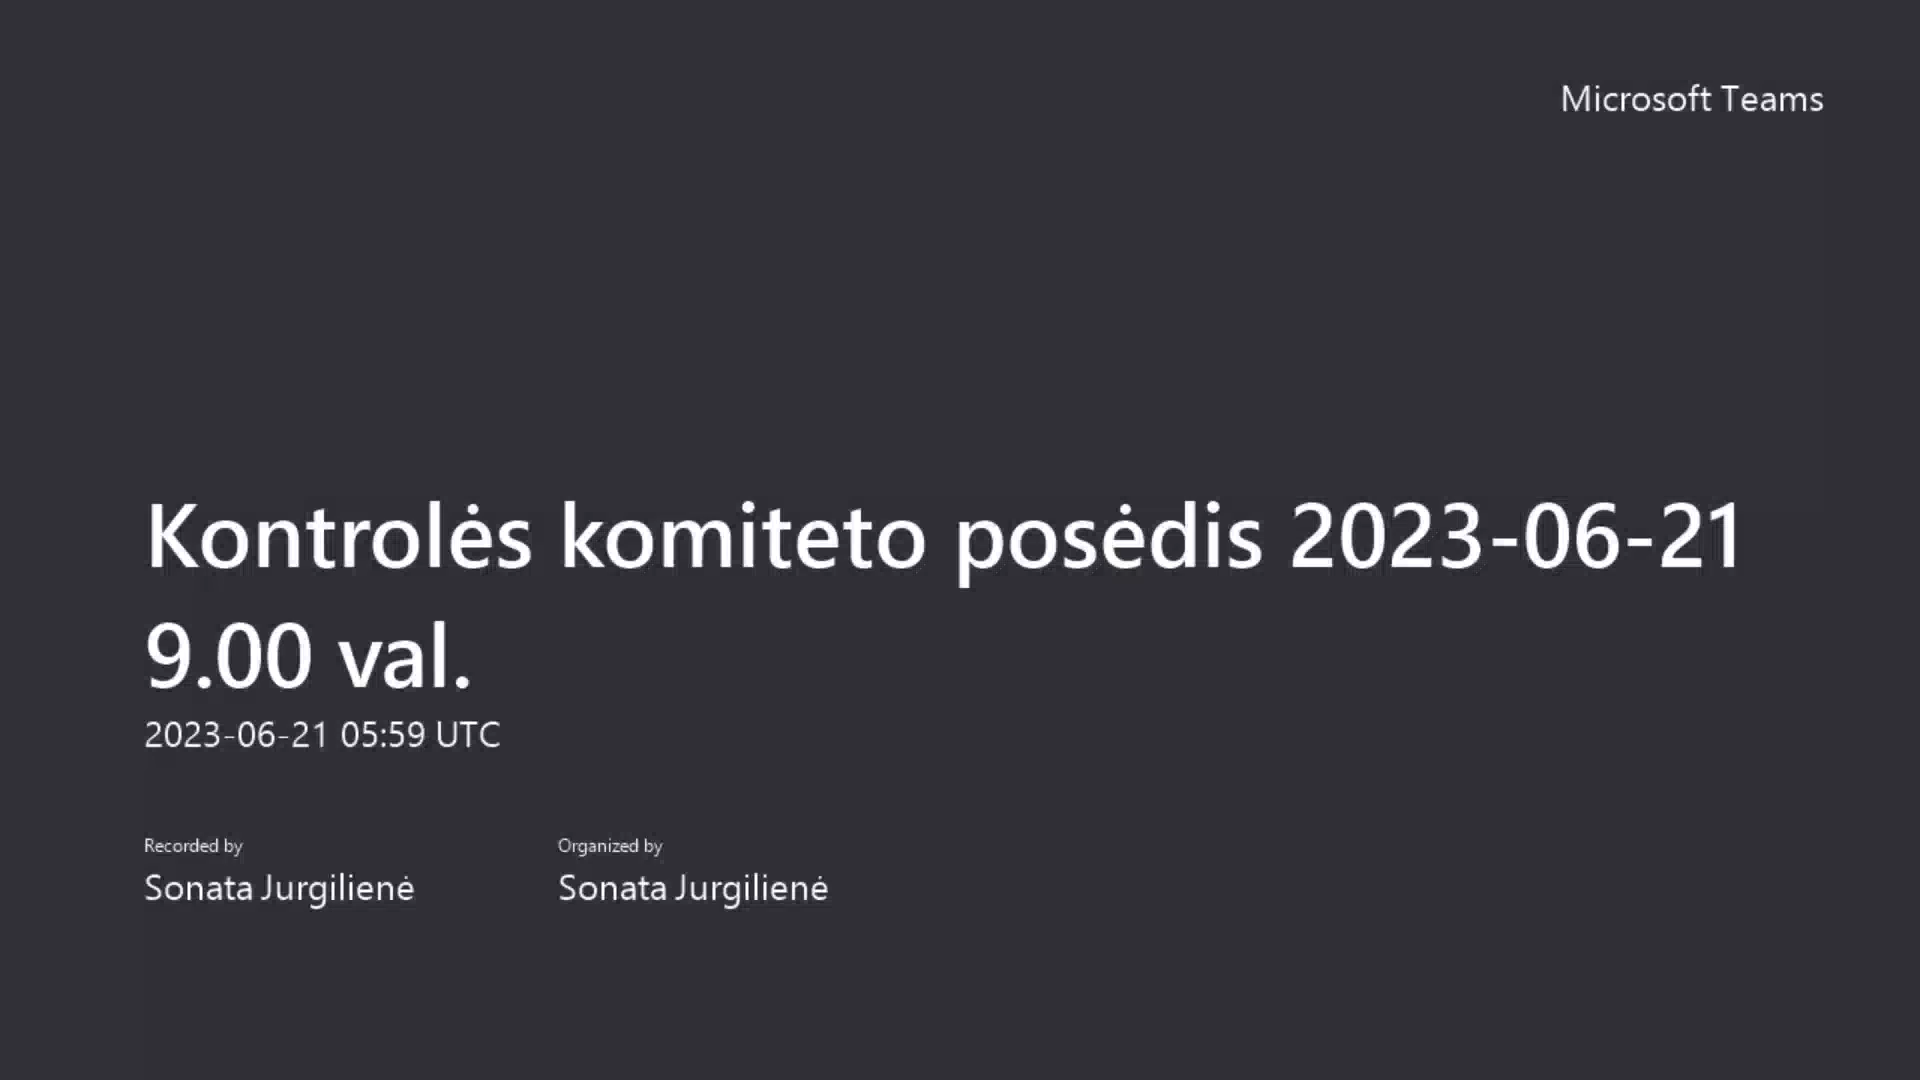 Microsoft Teams
Kontrolės komiteto posėdis 2023-06-21
9.00 val.
2023-06-21 05:59 UTC
Recorded by
Sonata Jurgilienė
Organized by
Sonata Jurgilienė